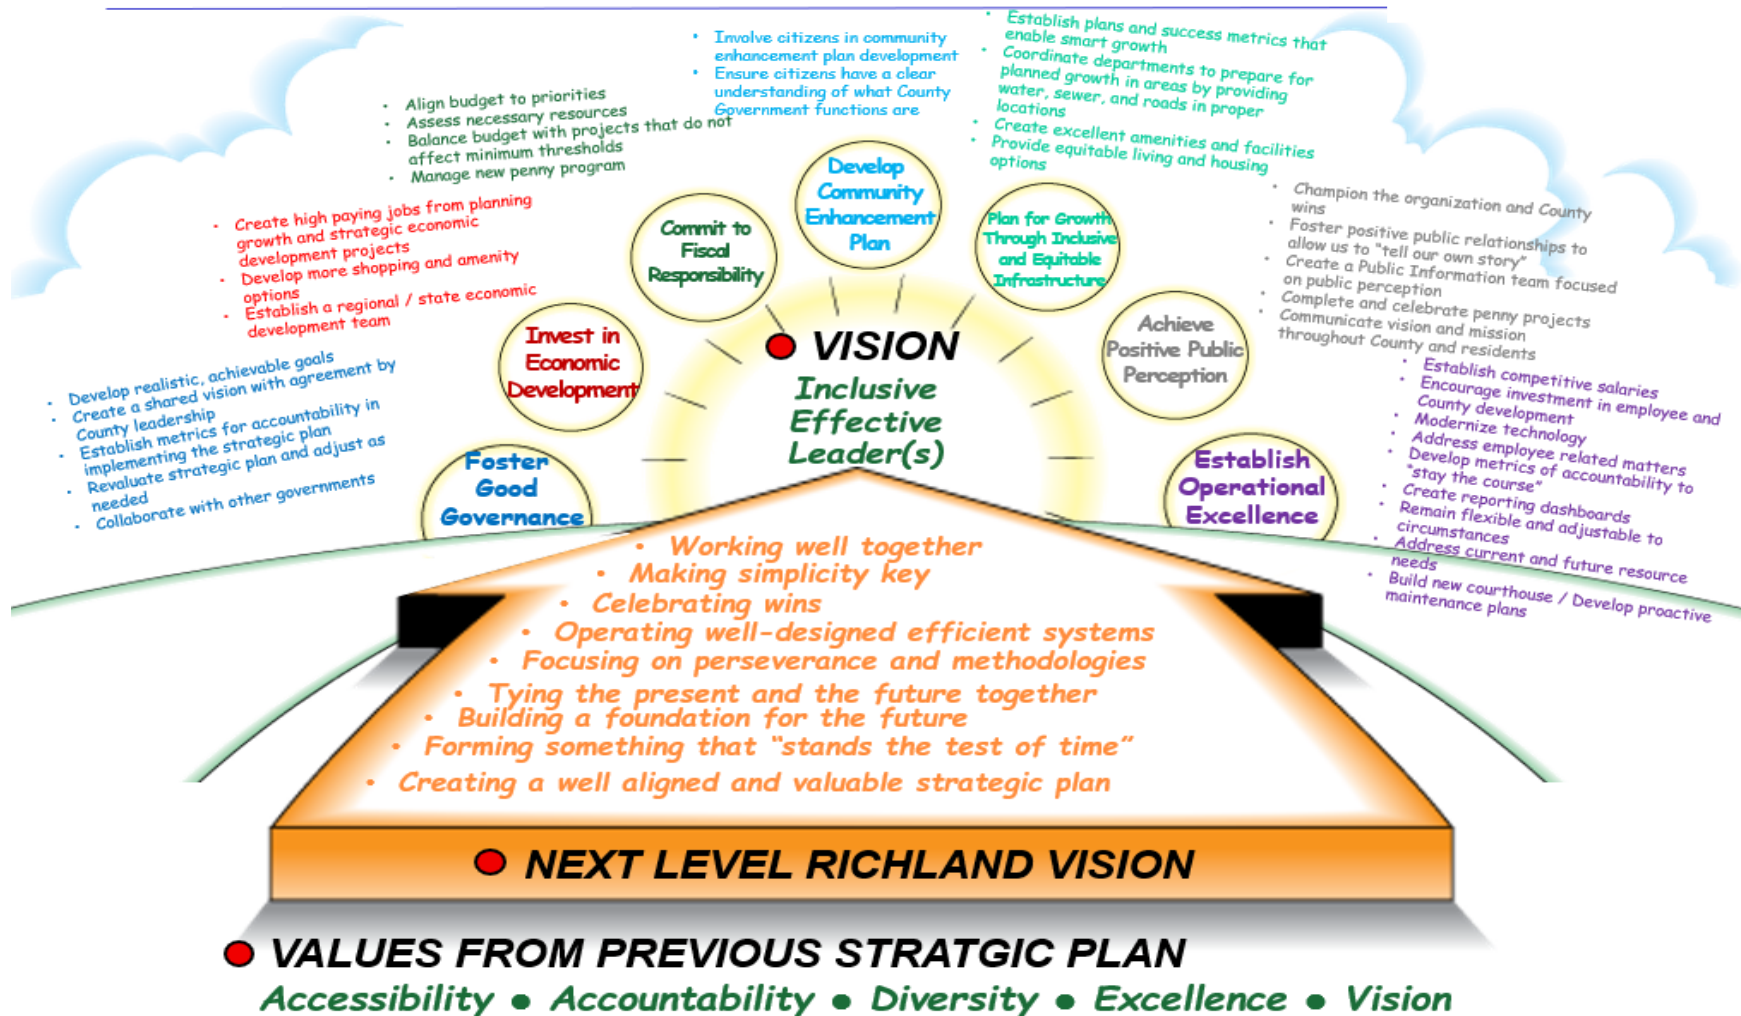 • Involve citizens in community
enhancement plan development
• Ensure citizens have a clear
understanding of what County
Government functions are
• Establish plans and success metrics that
enable smart growth
• Coordinate departments to prepare for
planned growth in areas by providing
water, sewer, and roads in proper
locations
• Create excellent amenities and facilities
• Provide equitable living and housing
options
• Align budget to priorities
• Assess necessary resources
• Balance budget with projects that do not
affect minimum thresholds
• Manage new penny program
• Create high paying jobs from planning
growth and strategic economic
development projects
• Develop more shopping and amenity
options
• Establish a regional / state economic
development team
• Champion the organization and County
wins
• Foster positive public relationships to
allow us to “tell our own story”
• Create a Public Information team focused
on public perception
• Complete and celebrate penny projects
• Communicate vision and mission
throughout County and residents
• Develop realistic, achievable goals
• Create a shared vision with agreement by
County leadership
• Establish metrics for accountability in
implementing the strategic plan
• Revaluate strategic plan and adjust as
needed
• Collaborate with other governments
• Establish competitive salaries
• Encourage investment in employee and
County development
• Modernize technology
• Address employee related matters
• Develop metrics of accountability to
“stay the course”
• Create reporting dashboards
• Remain flexible and adjustable to
circumstances
• Address current and future resource
needs
• Build new courthouse / Develop proactive
maintenance plans
Foster
Good
Governance
Invest in
Economic
Development
Commit to
Fiscal
Responsibility
Develop
Community
Enhancement
Plan
Plan for Growth
Through Inclusive
and Equitable
Infrastructure
Achieve
Positive Public
Perception
Establish
Operational
Excellence
VISION
Inclusive
Effective
Leader(s)
• Working well together
• Making simplicity key
• Celebrating wins
• Operating well-designed efficient systems
• Focusing on perseverance and methodologies
• Tying the present and the future together
• Building a foundation for the future
• Forming something that “stands the test of time”
• Creating a well aligned and valuable strategic plan
NEXT LEVEL RICHLAND VISION
VALUES FROM PREVIOUS STRATGIC PLAN
Accessibility • Accountability • Diversity • Excellence • Vision